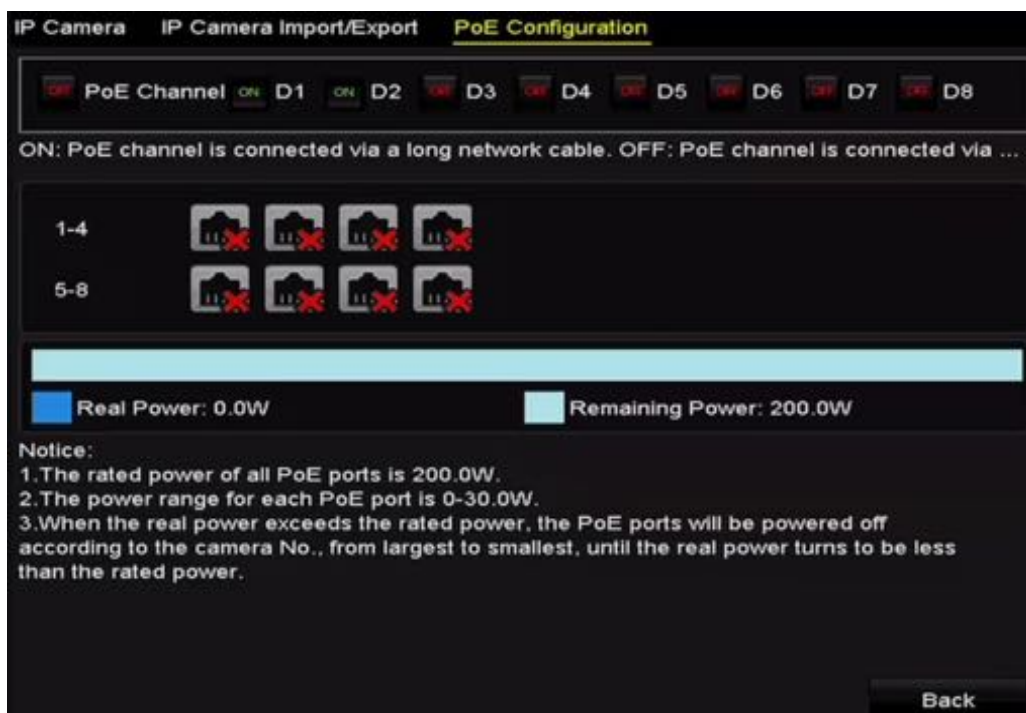 IP Camera IP Camera Import/Export PoE Configuration
OFF PoE Channel ON D1 ON D2 OFF D3 OFF D4 OFF D5 OFF D6 OFF D7 OFF D8
ON: PoE channel is connected via a long network cable. OFF: PoE channel is connected via ...
1-4
5-8
Real Power: 0.0W Remaining Power: 200.0W
Notice:
1.The rated power of all PoE ports is 200.0W.
2.The power range for each PoE port is 0-30.0W.
3.When the real power exceeds the rated power, the PoE ports will be powered off
according to the camera No., from largest to smallest, until the real power turns to be less
than the rated power.
Back